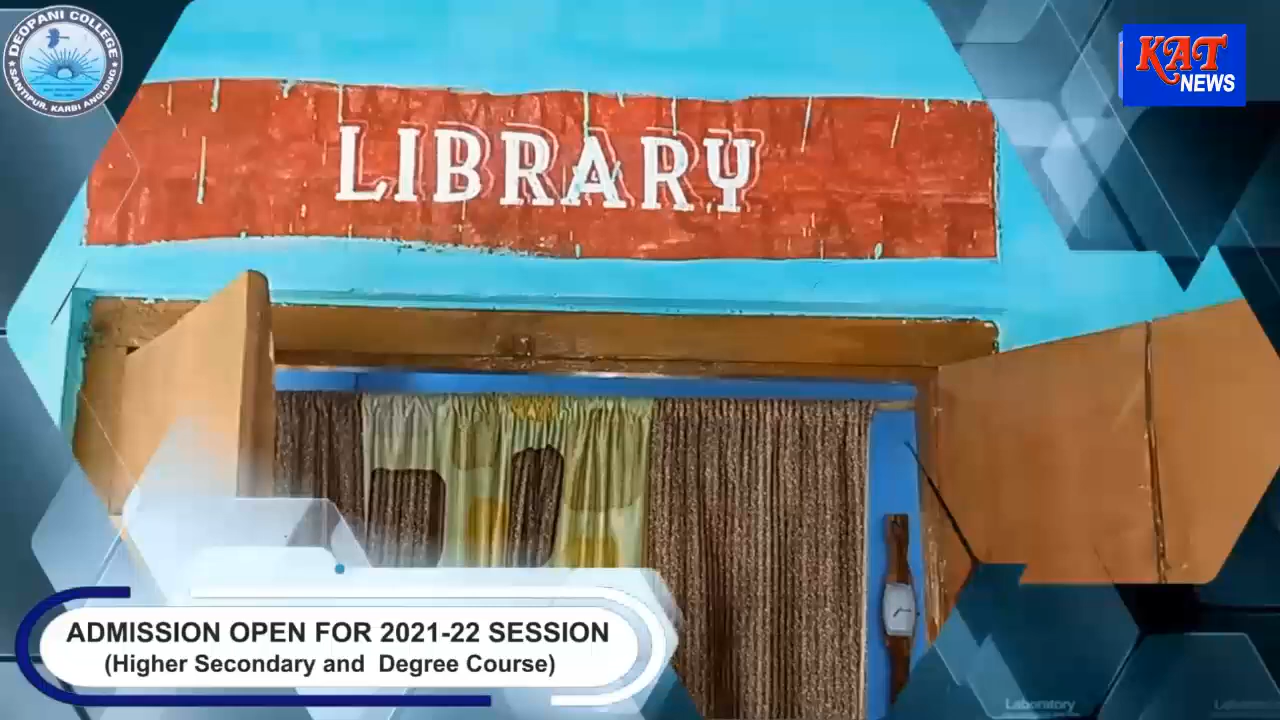 DEOPANI COLLEGE
SANTIPUR, KARBI ANGLONG
KAT
NEWS
LIBRARY
ADMISSION OPEN FOR 2021-22 SESSION
(Higher Secondary and Degree Course)
Laboratory